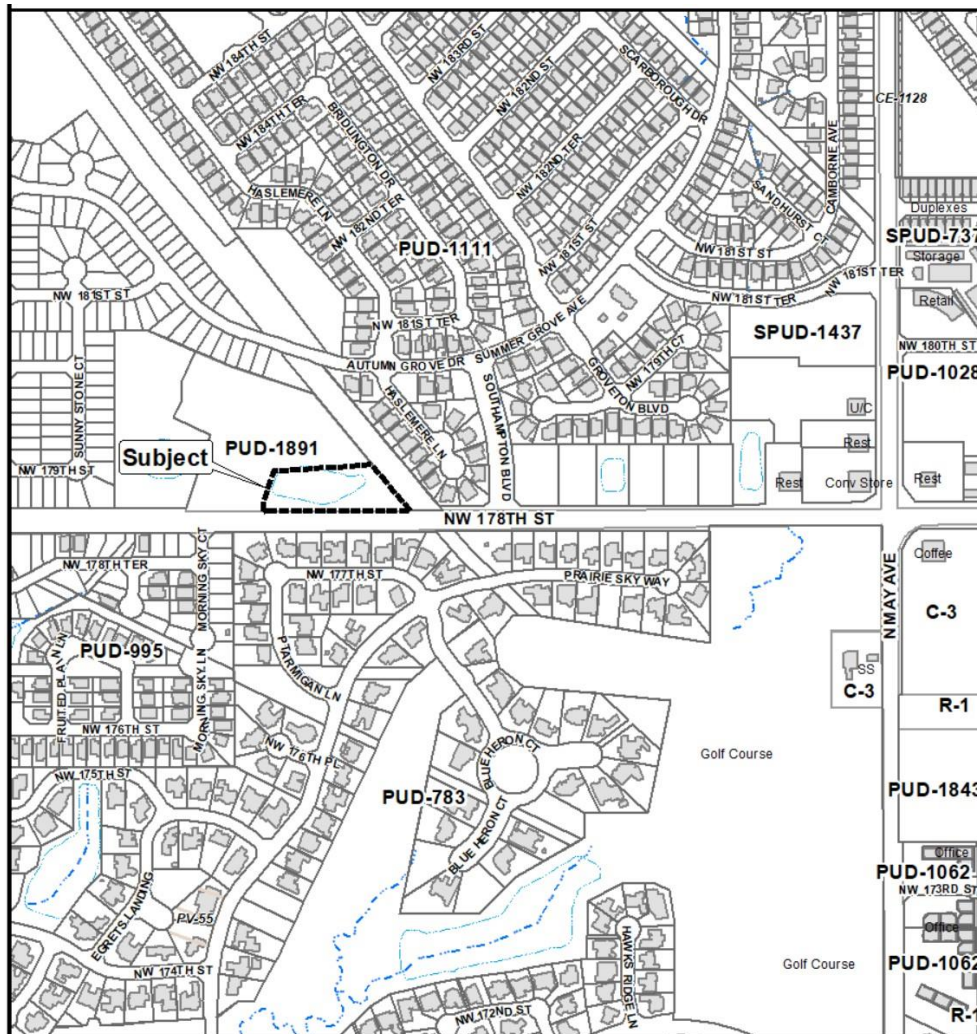 NW 184TH ST
NW 183RD ST
NW 182ND ST
SCARBOROUGH DR
CE-1128
NW 184TH TER
BRIDLINGTON DR
NW 182ND TER
CAMBORNE AVE
HASLEMERE LN
NW 182ND TER
SANDHURST CT
Duplexes
PUD-1111
NW 181ST ST
NW 181ST ST
SPUD-737
Storage
NW 181ST TER
NW 181ST TER
NW 181ST ST
Retail
NW 181ST TER
SUMMER GROVE AVE
SPUD-1437
NW 180TH ST
AUTUMN GROVE DR
NW 179TH CT
PUD-1028
SUNNY STONE CT
HASLEMERE LN
SOUTHAMPTON BLVD
GROVETON BLVD
U/C
PUD-1891
Rest
Subject
NW 179TH ST
Rest
Conv Store
Rest
NW 178TH ST
MORNING SKY CT
Coffee
NW 178TH TER
NW 177TH ST
PRAIRIE SKY WAY
N MAY AVE
C-3
PUD-995
PTARMIGAN LN
SS
C-3
FRUITED PLAIN LN
MORNING SKY LN
R-1
NW 176TH ST
NW 176TH PL
BLUE HERON CT
Golf Course
NW 175TH ST
PUD-783
PUD-1843
BLUE HERON CT
Office
PUD-1062
NW 173RD ST
EGRETS LANDING
PV-55
Office
HAWKS RIDGE LN
Golf Course
PUD-1062
NW 174TH ST
NW 172ND ST
R-